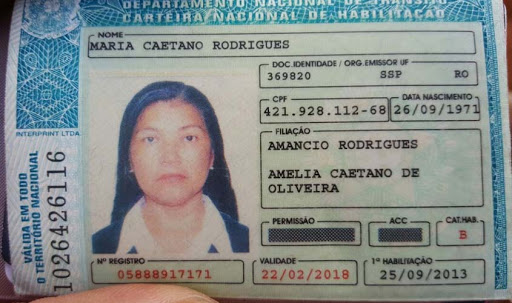 DEPARTAMENTO NACIONAL DE TRÂNSITO
CARTEIRA NACIONAL DE HABILITAÇÃO
NOME
MARIA CAETANO RODRIGUES
DOC. IDENTIDADE / ORG. EMISSOR UF
369820 SSP RO
CPF DATA NASCIMENTO
421.928.112-68 26/09/1971
FILIAÇÃO
AMANCIO RODRIGUES
AMELIA CAETANO DE
OLIVEIRA
PERMISSÃO ACC CAT. HAB.
B
Nº REGISTRO VALIDADE 1ª HABILITAÇÃO
05888917171 22/02/2018 25/09/2013
INTERPRINT LTDA
VÁLIDA EM TODO
O TERRITÓRIO NACIONAL
1026426116